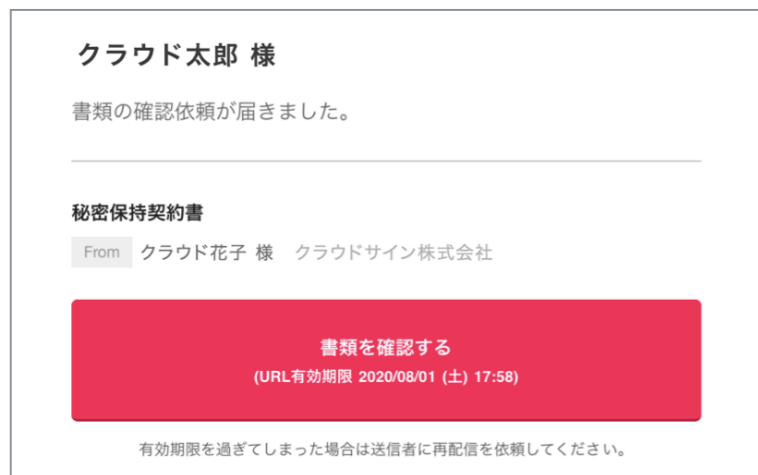 クラウド太郎 様
書類の確認依頼が届きました。
秘密保持契約書
From クラウド花子 様 クラウドサイン株式会社
書類を確認する
(URL有効期限 2020/08/01 (土) 17:58)
有効期限を過ぎてしまった場合は送信者に再配信を依頼してください。